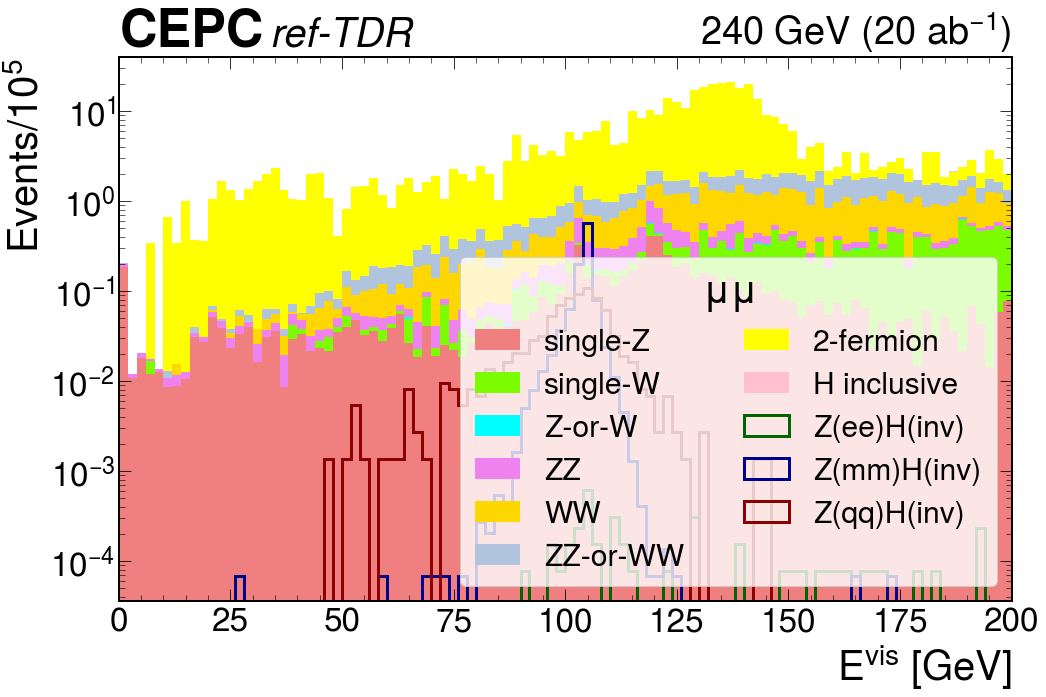 CEPC ref-TDR 240 GeV (20 ab⁻¹)
Events/10⁵
10¹
10⁰
10⁻¹
10⁻²
10⁻³
10⁻⁴
μμ
single-Z 2-fermion
single-W H inclusive
Z-or-W Z(ee)H(inv)
ZZ Z(mm)H(inv)
WW Z(qq)H(inv)
ZZ-or-WW
0 25 50 75 100 125 150 175 200
Eᵛⁱˢ [GeV]